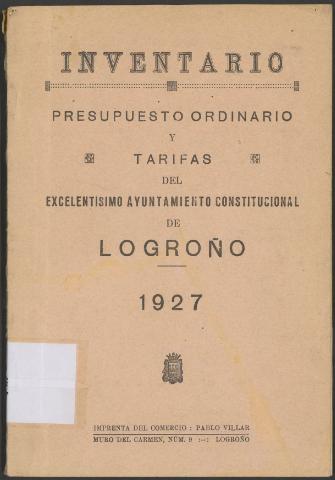 INVENTARIO
PRESUPUESTO ORDINARIO
Y
TARIFAS
DEL
EXCELENTISIMO AYUNTAMIENTO CONSTITUCIONAL
DE
LOGROÑO
1927
IMPRENTA DEL COMERCIO : PABLO VILLAR
MURO DEL CARMEN, NÚM. 9 :–: LOGROÑO